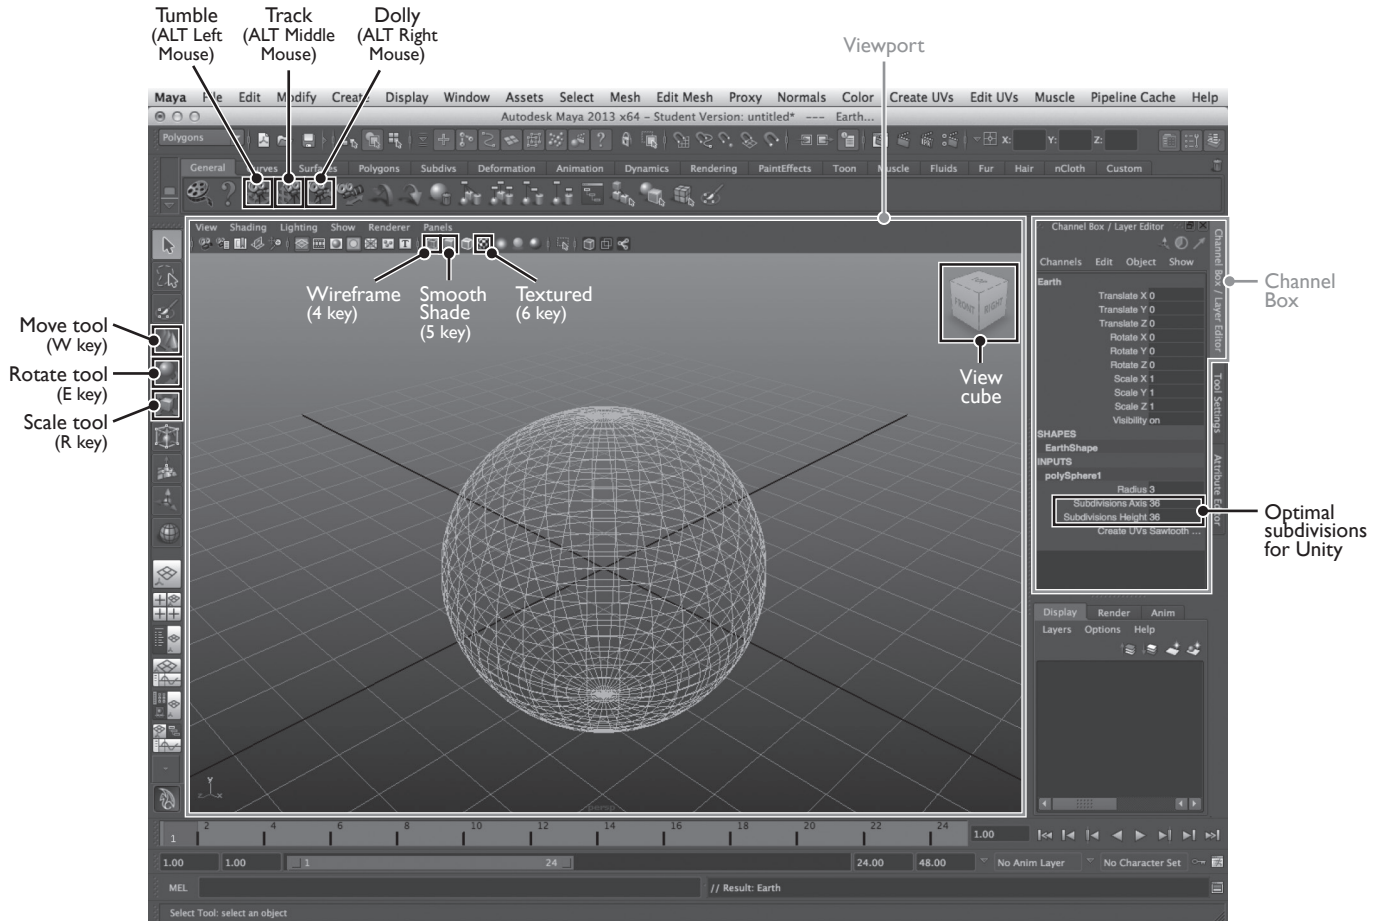 Tumble
(ALT Left
Mouse)
Track
(ALT Middle
Mouse)
Dolly
(ALT Right
Mouse)
Viewport
Maya File Edit Modify Create Display Window Assets Select Mesh Edit Mesh Proxy Normals Color Create UVs Edit UVs Muscle Pipeline Cache Help
Autodesk Maya 2013 x64 – Student Version: untitled* --- Earth...
Polygons
X:
Y:
Z:
General Curves Surfaces Polygons Subdivs Deformation Animation Dynamics Rendering PaintEffects Toon Muscle Fluids Fur Hair nCloth Custom
View Shading Lighting Show Renderer Panels
Wireframe
(4 key)
Smooth
Shade
(5 key)
Textured
(6 key)
TOP
FRONT
RIGHT
View
cube
Move tool
(W key)
Rotate tool
(E key)
Scale tool
(R key)
Channel Box / Layer Editor
Channels Edit Object Show
Earth
Translate X 0
Translate Y 0
Translate Z 0
Rotate X 0
Rotate Y 0
Rotate Z 0
Scale X 1
Scale Y 1
Scale Z 1
Visibility on
SHAPES
EarthShape
INPUTS
polySphere1
Radius 3
Subdivisions Axis 36
Subdivisions Height 36
Create UVs Sawtooth ...
Channel Box / Layer Editor
Tool Settings
Attribute Editor
Channel
Box
Optimal
subdivisions
for Unity
Display Render Anim
Layers Options Help
Y
Z X
persp
1 2 4 6 8 10 12 14 16 18 20 22 24 1.00
1.00 1.00 1 24 24.00 48.00 No Anim Layer No Character Set
MEL // Result: Earth
Select Tool: select an object